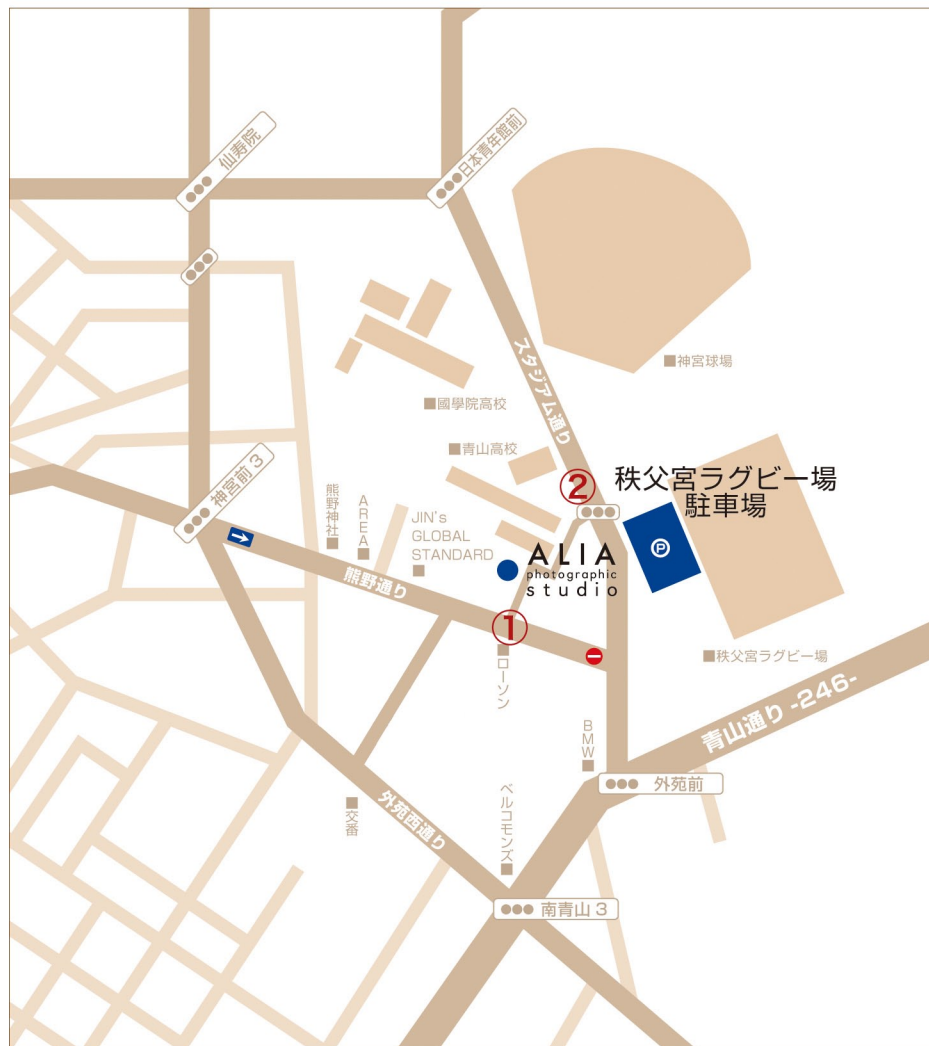 仙寿院
日本青年館前
スタジアム通り
■神宮球場
■國學院高校
■青山高校
②
秩父宮ラグビー場
駐車場
P
神宮前3
熊野神社■
AREA■
JIN's
GLOBAL
STANDARD
■
ALIA
photographic
studio
熊野通り
①
■ローソン
■秩父宮ラグビー場
青山通り -246-
BMW■
外苑前
■交番
外苑西通り
ベルコモンズ■
南青山3